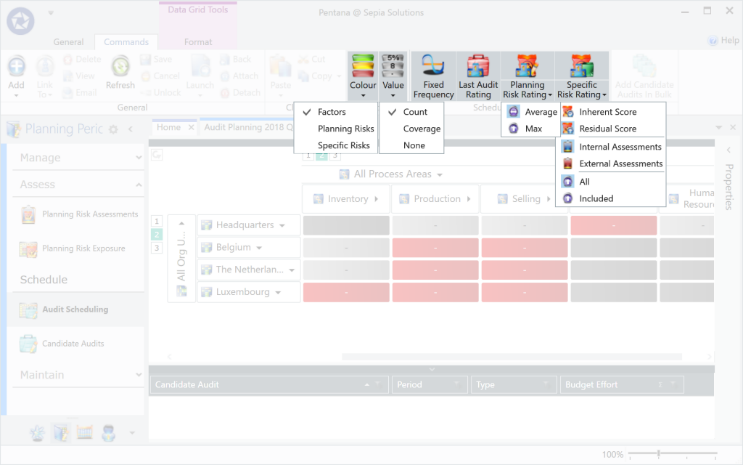 Data Grid Tools
Pentana @ Sepia Solutions
General Commands Format
Help
Add
Link To
Delete
View
Email
Refresh
Save
Cancel
Unlock
Launch
Back
Attach
Detach
Paste
Cut
Copy
Colour
Value
Fixed Frequency
Last Audit Rating
Planning Risk Rating
Specific Risk Rating
Add Candidate Audits In Bulk
General
Factors
Planning Risks
Specific Risks
Count
Coverage
None
Average
Max
Inherent Score
Residual Score
Internal Assessments
External Assessments
All
Included
Planning Peric
Home
Audit Planning 2018 Q
Manage
Assess
Planning Risk Assessments
Planning Risk Exposure
Schedule
Audit Scheduling
Candidate Audits
Maintain
1 2 3
All Process Areas
Inventory Production Selling Human Resourc
1
2
3
All Org U...
Headquarters - - -
Belgium - - -
The Netherlan... - -
Luxembourg - - -
Properties
Candidate Audit Period Type Budget Effort
100%